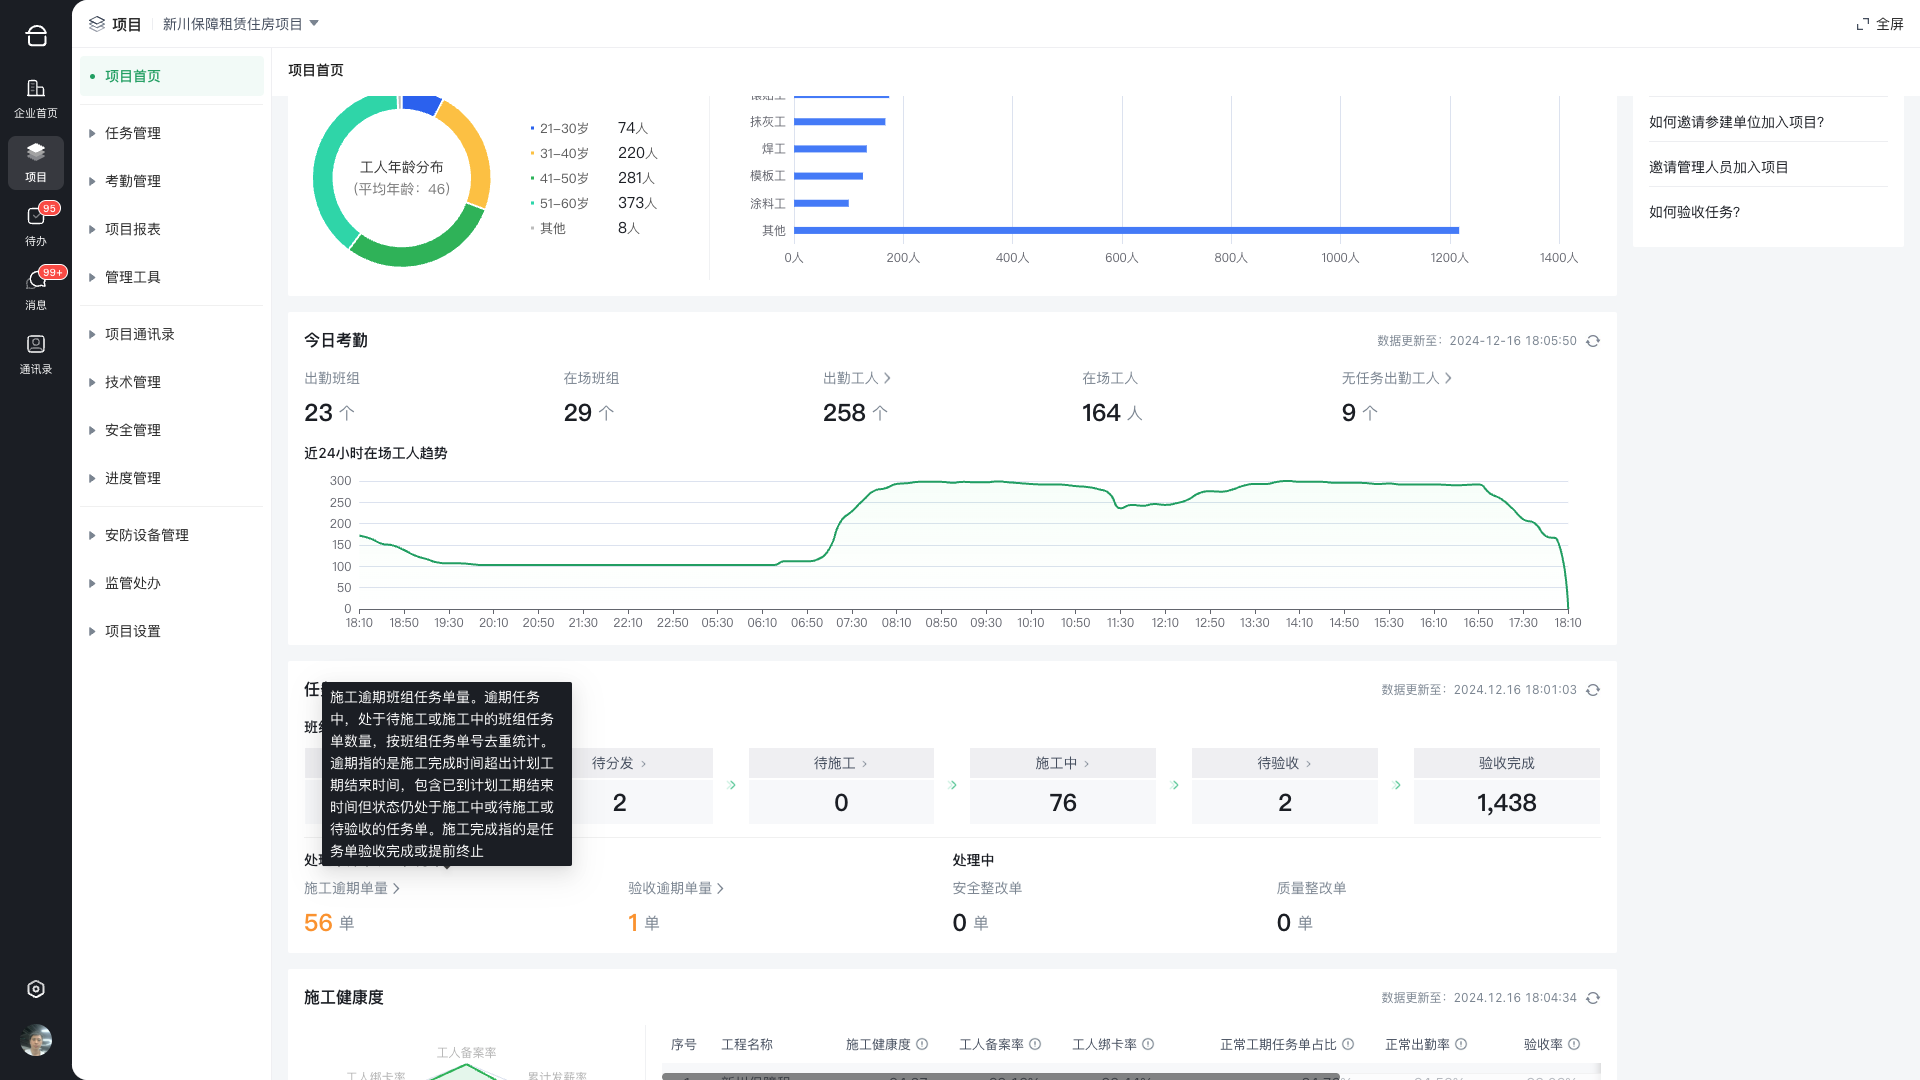 项目
新川保障租赁住房项目
全屏
企业首页
项目
95
待办
99+
消息
通讯录
项目首页
任务管理
考勤管理
项目报表
管理工具
项目通讯录
技术管理
安全管理
进度管理
安防设备管理
监管处办
项目设置
项目首页
工人年龄分布
(平均年龄：46)
21-30岁 74人
31-40岁 220人
41-50岁 281人
51-60岁 373人
其他 8人
抹灰工
焊工
模板工
涂料工
其他
0人 200人 400人 600人 800人 1000人 1200人 1400人
如何邀请参建单位加入项目?
邀请管理人员加入项目
如何验收任务?
今日考勤
数据更新至：2024-12-16 18:05:50
出勤班组 在场班组 出勤工人 在场工人 无任务出勤工人
23 个 29 个 258 个 164 人 9 个
近24小时在场工人趋势
300
250
200
150
100
50
0
18:10 18:50 19:30 20:10 20:50 21:30 22:10 22:50 05:30 06:10 06:50 07:30 08:10 08:50 09:30 10:10 10:50 11:30 12:10 12:50 13:30 14:10 14:50 15:30 16:10 16:50 17:30 18:10
数据更新至：2024.12.16 18:01:03
施工逾期班组任务单量。逾期任务
中，处于待施工或施工中的班组任务
单数量，按班组任务单号去重统计。
逾期指的是施工完成时间超出计划工
期结束时间，包含已到计划工期结束
时间但状态仍处于施工中或待施工或
待验收的任务单。施工完成指的是任
务单验收完成或提前终止
待分发 待施工 施工中 待验收 验收完成
2 0 76 2 1,438
处理中
施工逾期单量 验收逾期单量 安全整改单 质量整改单
56 单 1 单 0 单 0 单
施工健康度
数据更新至：2024.12.16 18:04:34
工人备案率
工人绑卡率 累计发薪率
序号 工程名称 施工健康度 工人备案率 工人绑卡率 正常工期任务单占比 正常出勤率 验收率